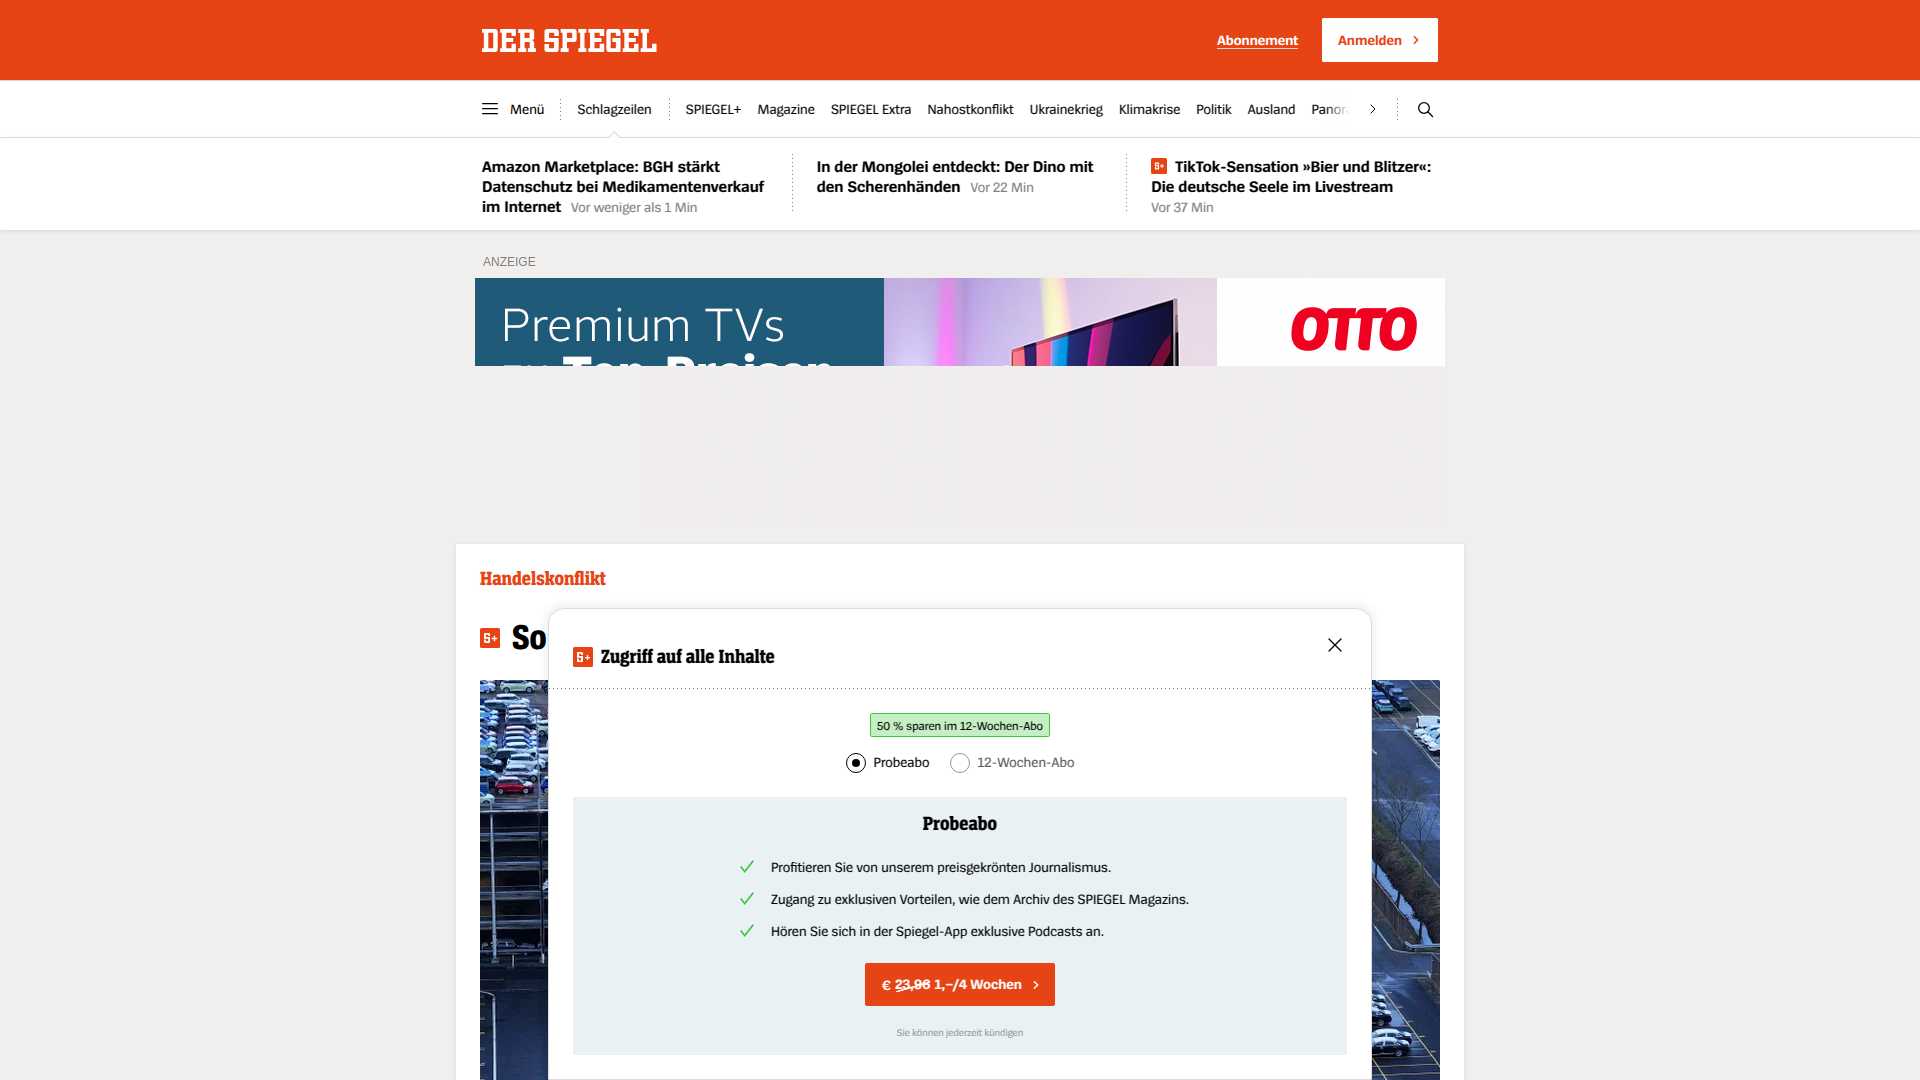 DER SPIEGEL
Abonnement
Anmelden
Menü
Schlagzeilen
SPIEGEL+
Magazine
SPIEGEL Extra
Nahostkonflikt
Ukrainekrieg
Klimakrise
Politik
Ausland
Amazon Marketplace: BGH stärkt
Datenschutz bei Medikamentenverkauf
im Internet Vor weniger als 1 Min
In der Mongolei entdeckt: Der Dino mit
den Scherenhänden Vor 22 Min
S+ TikTok-Sensation »Bier und Blitzer«:
Die deutsche Seele im Livestream
Vor 37 Min
ANZEIGE
Premium TVs
Top-Preisen
OTTO
Handelskonflikt
S+ So
S+ Zugriff auf alle Inhalte
50 % sparen im 12-Wochen-Abo
Probeabo
12-Wochen-Abo
Probeabo
Profitieren Sie von unserem preisgekrönten Journalismus.
Zugang zu exklusiven Vorteilen, wie dem Archiv des SPIEGEL Magazins.
Hören Sie sich in der Spiegel-App exklusive Podcasts an.
€ 23,96 1,–/4 Wochen
Sie können jederzeit kündigen